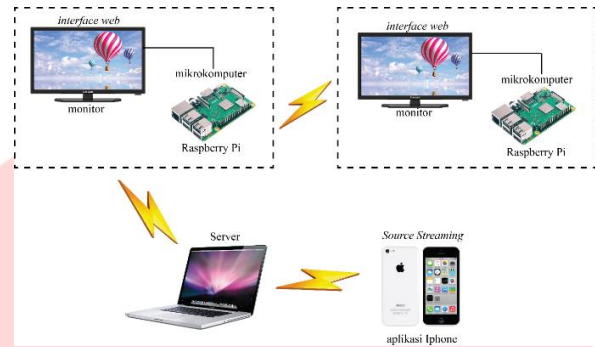 interface web
mikrokomputer
monitor
Raspberry Pi
interface web
mikrokomputer
monitor
Raspberry Pi
Server
Source Streaming
aplikasi Iphone